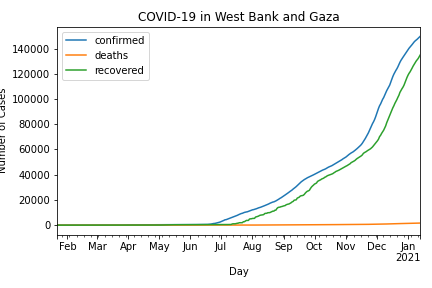 COVID-19 in West Bank and Gaza
confirmed
deaths
recovered
140000
120000
100000
80000
60000
40000
20000
0
Number of Cases
Feb Mar Apr May Jun Jul Aug Sep Oct Nov Dec Jan
2021
Day